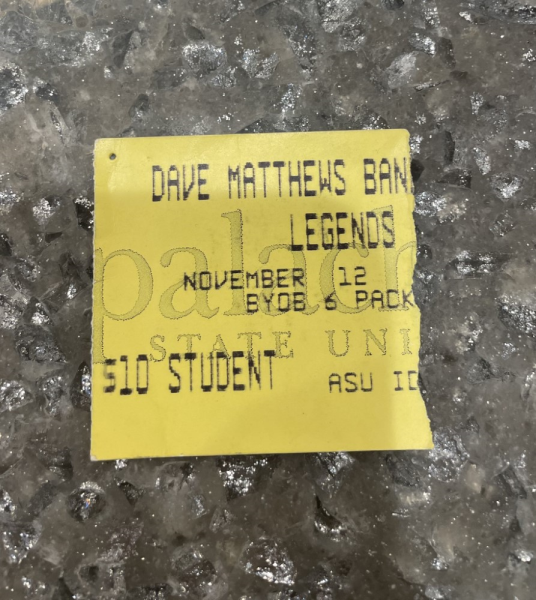 DAVE MATTHEWS BAN
LEGENDS
palach
NOVEMBER 12
BYOB 6 PACK
STATE UNI
$10 STUDENT
ASU ID